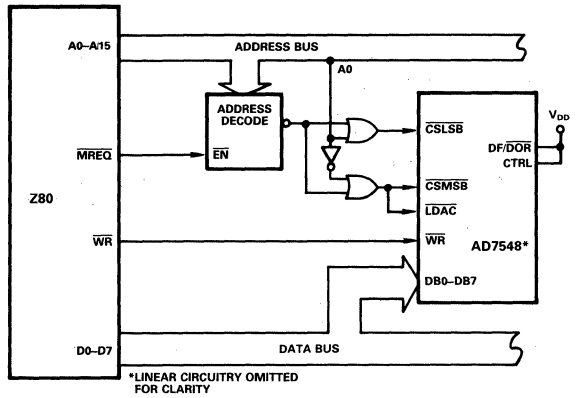 A0–A/15
ADDRESS BUS
A0
ADDRESS
DECODE
EN
MREQ
Z80
WR
CSLSB
CSMSB
LDAC
WR
AD7548*
DB0–DB7
VDD
DF/DOR
CTRL
D0–D7
DATA BUS
*LINEAR CIRCUITRY OMITTED
FOR CLARITY